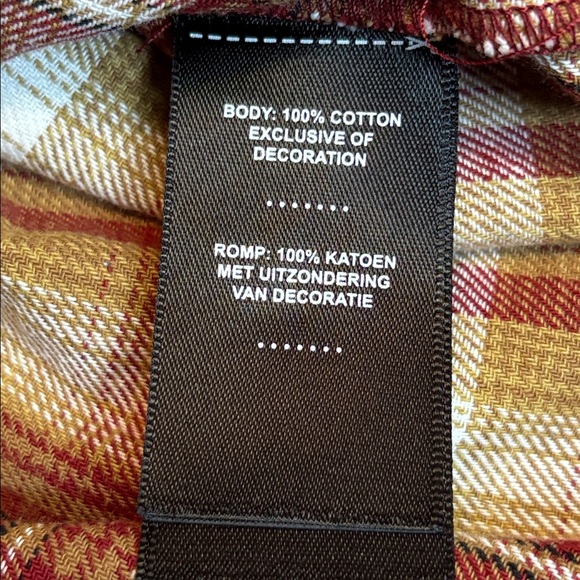 BODY: 100% COTTON
EXCLUSIVE OF
DECORATION
.......
ROMP: 100% KATOEN
MET UITZONDERING
VAN DECORATIE
.......